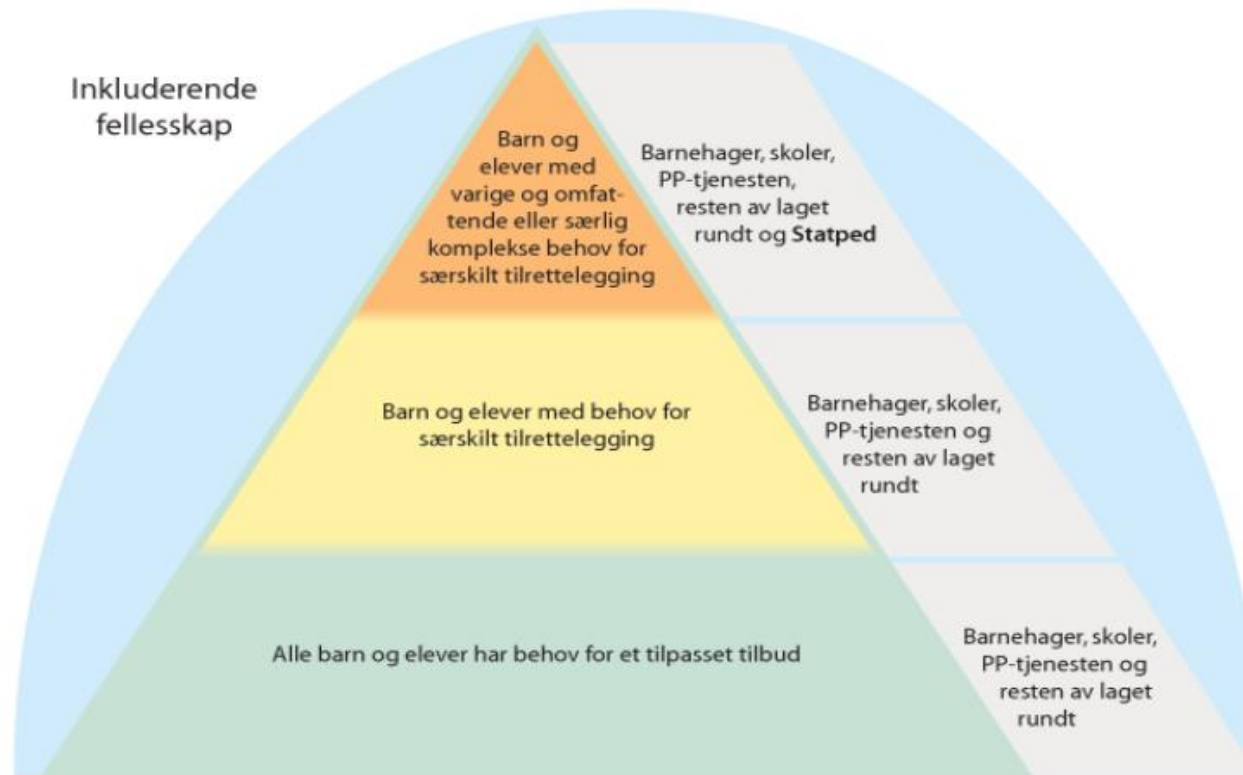 Inkluderende
fellesskap
Barn og
elever med
varige og omfat-
tende eller særlig
komplekse behov for
særskilt tilrettelegging
Barnehager, skoler,
PP-tjenesten,
resten av laget
rundt og Statped
Barn og elever med behov for
særskilt tilrettelegging
Barnehager, skoler,
PP-tjenesten og
resten av laget
rundt
Alle barn og elever har behov for et tilpasset tilbud
Barnehager, skoler,
PP-tjenesten og
resten av laget
rundt